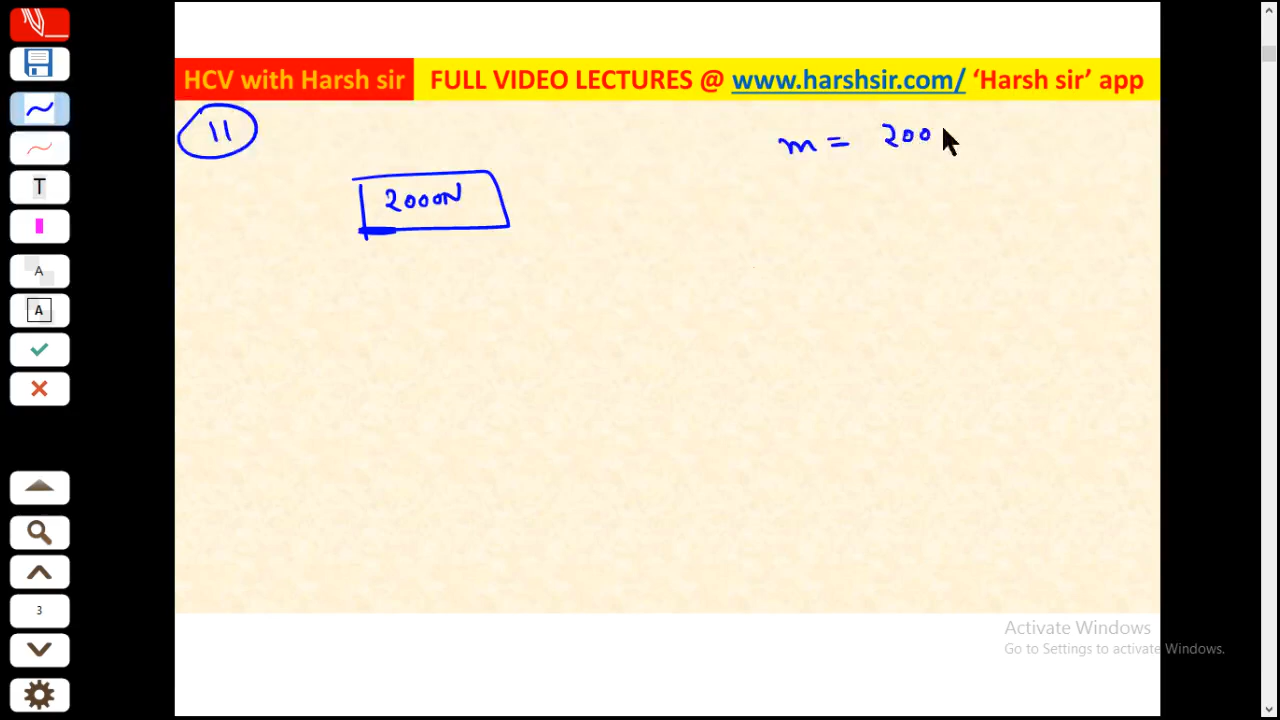 HCV with Harsh sir FULL VIDEO LECTURES @ www.harshsir.com/ ‘Harsh sir’ app
11
m = 200
2000N
T
A
A
3
Activate Windows
Go to Settings to activate Windows.